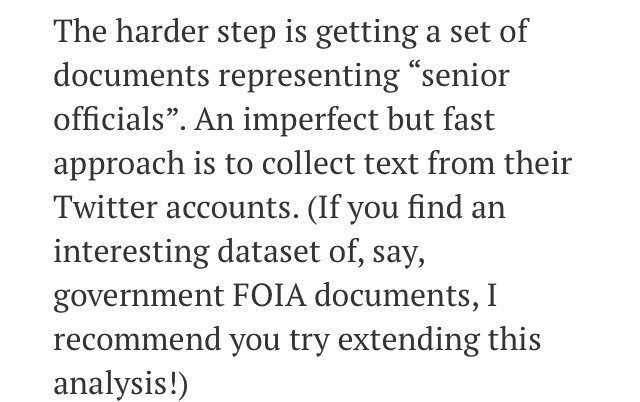 The harder step is getting a set of
documents representing “senior
officials”. An imperfect but fast
approach is to collect text from their
Twitter accounts. (If you find an
interesting dataset of, say,
government FOIA documents, I
recommend you try extending this
analysis!)